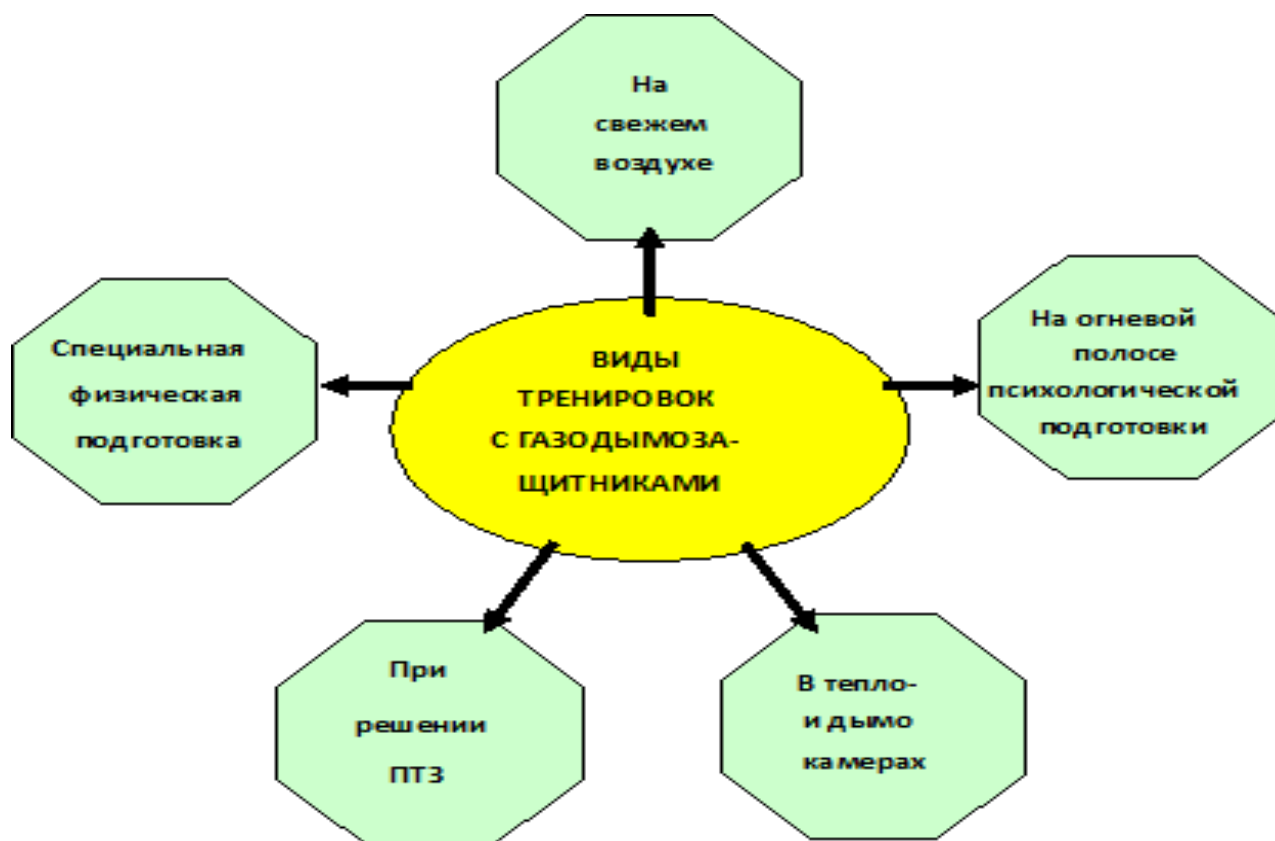 На
свежем
воздухе
Специальная
физическая
подготовка
ВИДЫ
ТРЕНИРОВОК
С ГАЗОДЫМОЗА-
ЩИТНИКАМИ
На огневой
полосе
психологической
подготовки
При
решении
ПТЗ
В тепло-
и дымо
камерах